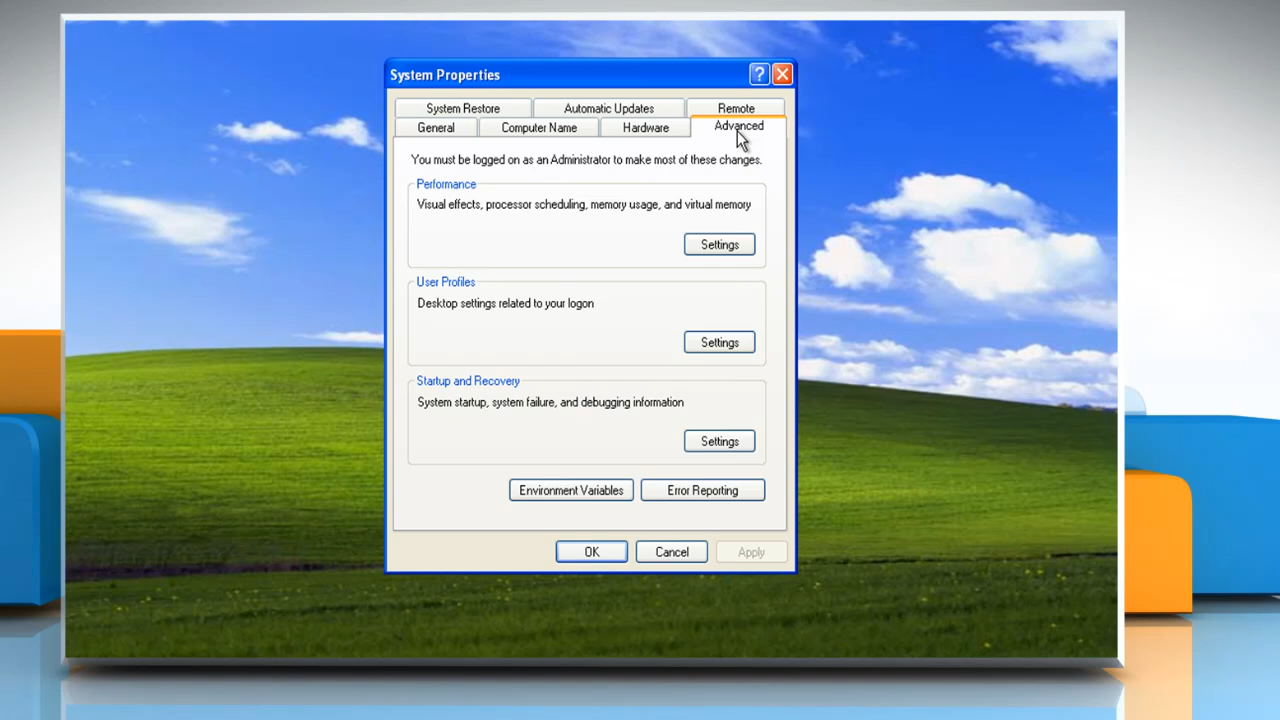 System Properties
System Restore Automatic Updates Remote
General Computer Name Hardware Advanced
You must be logged on as an Administrator to make most of these changes.
Performance
Visual effects, processor scheduling, memory usage, and virtual memory
Settings
User Profiles
Desktop settings related to your logon
Settings
Startup and Recovery
System startup, system failure, and debugging information
Settings
Environment Variables Error Reporting
OK Cancel Apply